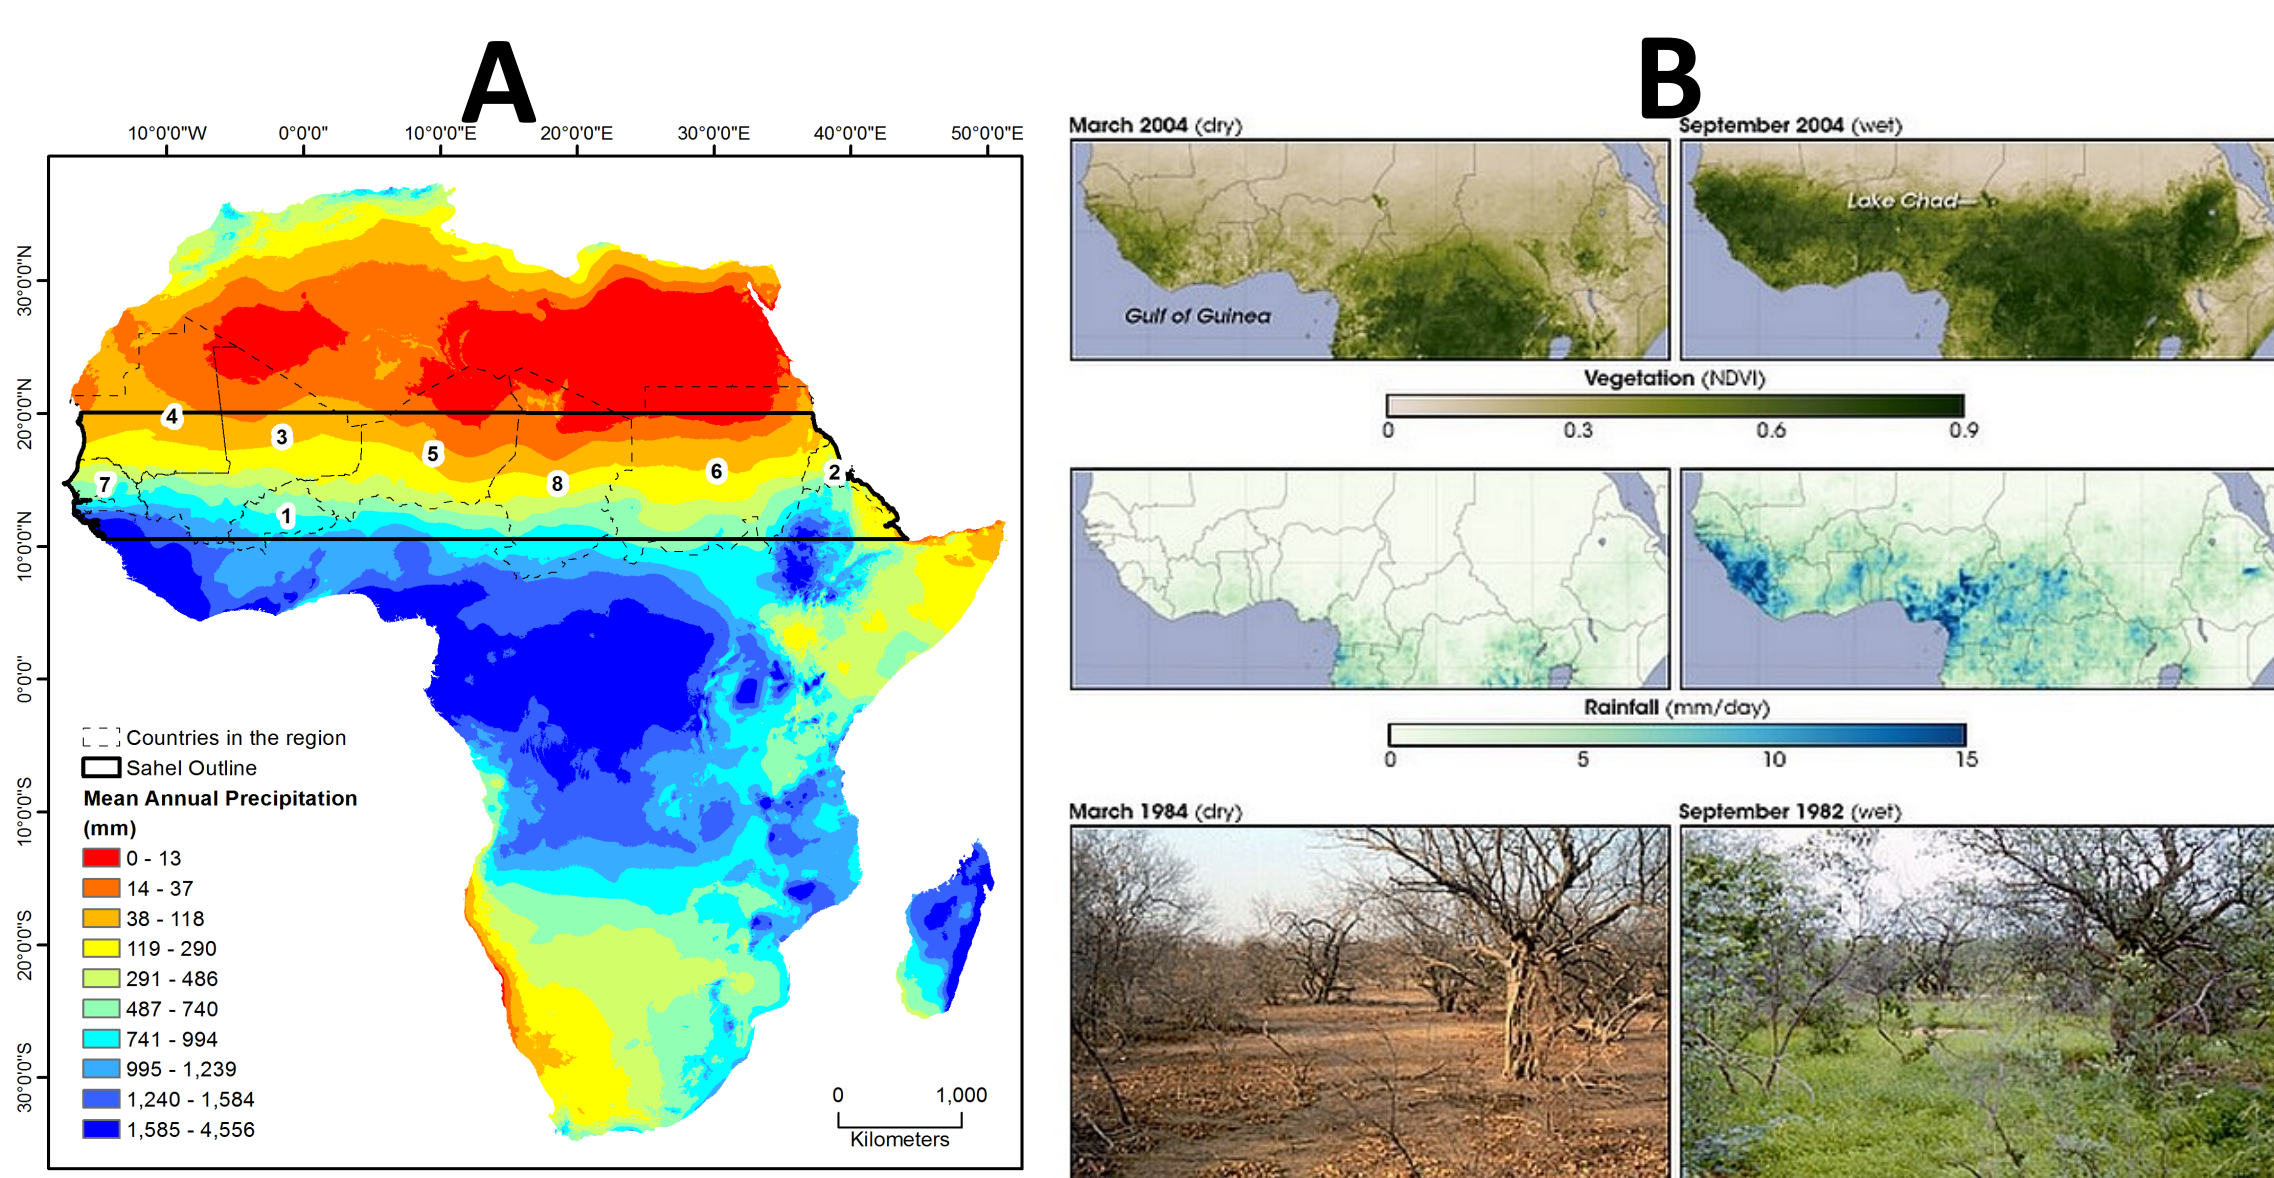 A
10°0'0"W 0°0'0" 10°0'0"E 20°0'0"E 30°0'0"E 40°0'0"E 50°0'0"E
30°0'0"N
20°0'0"N
10°0'0"N
0°0'0"
10°0'0"S
20°0'0"S
30°0'0"S
4
3
5
6
2
7
8
1
Countries in the region
Sahel Outline
Mean Annual Precipitation
(mm)
0 - 13
14 - 37
38 - 118
119 - 290
291 - 486
487 - 740
741 - 994
995 - 1,239
1,240 - 1,584
1,585 - 4,556
0 1,000
Kilometers
B
March 2004 (dry)
September 2004 (wet)
Gulf of Guinea
Lake Chad
Vegetation (NDVI)
0 0.3 0.6 0.9
Rainfall (mm/day)
0 5 10 15
March 1984 (dry)
September 1982 (wet)